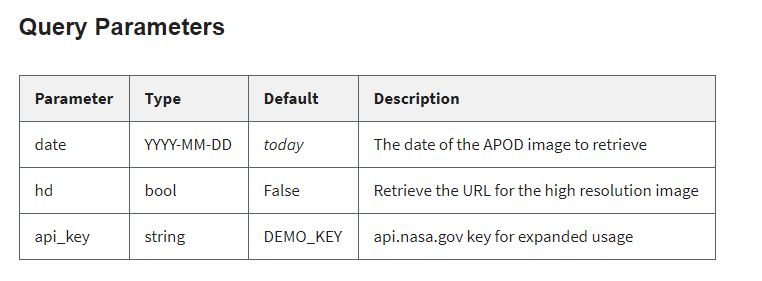 Query Parameters
Parameter Type Default Description
date YYYY-MM-DD today The date of the APOD image to retrieve
hd bool False Retrieve the URL for the high resolution image
api_key string DEMO_KEY api.nasa.gov key for expanded usage